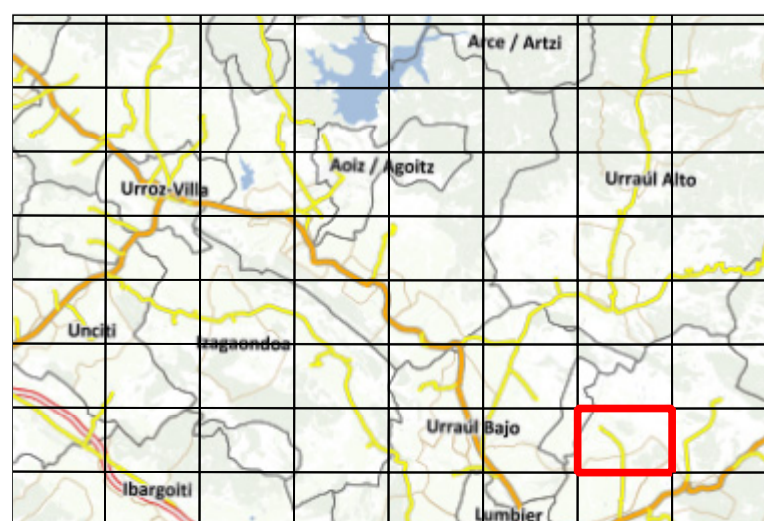 Arce / Artzi
Aoiz / Agoitz
Urroz-Villa
Urraúl Alto
Unciti
Izagaondoa
Urraúl Bajo
Ibargoiti
Lumbier